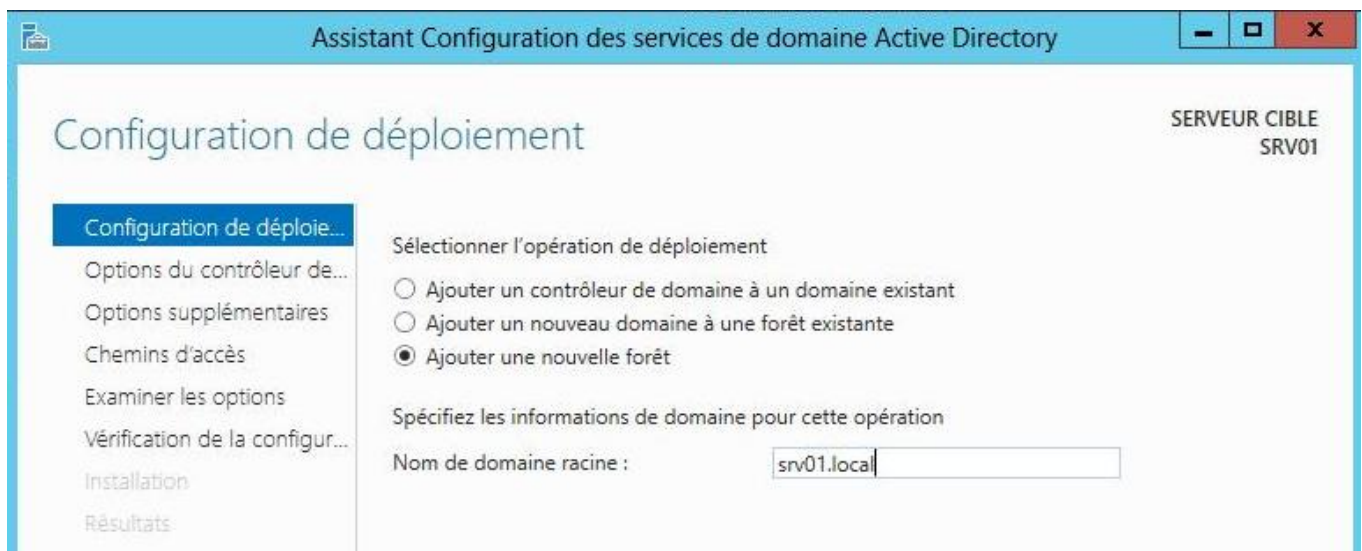 Assistant Configuration des services de domaine Active Directory
Configuration de déploiement
SERVEUR CIBLE
SRV01
Configuration de déploie...
Options du contrôleur de...
Options supplémentaires
Chemins d'accès
Examiner les options
Vérification de la configur...
Installation
Résultats
Sélectionner l'opération de déploiement
Ajouter un contrôleur de domaine à un domaine existant
Ajouter un nouveau domaine à une forêt existante
Ajouter une nouvelle forêt
Spécifiez les informations de domaine pour cette opération
Nom de domaine racine : srv01.local